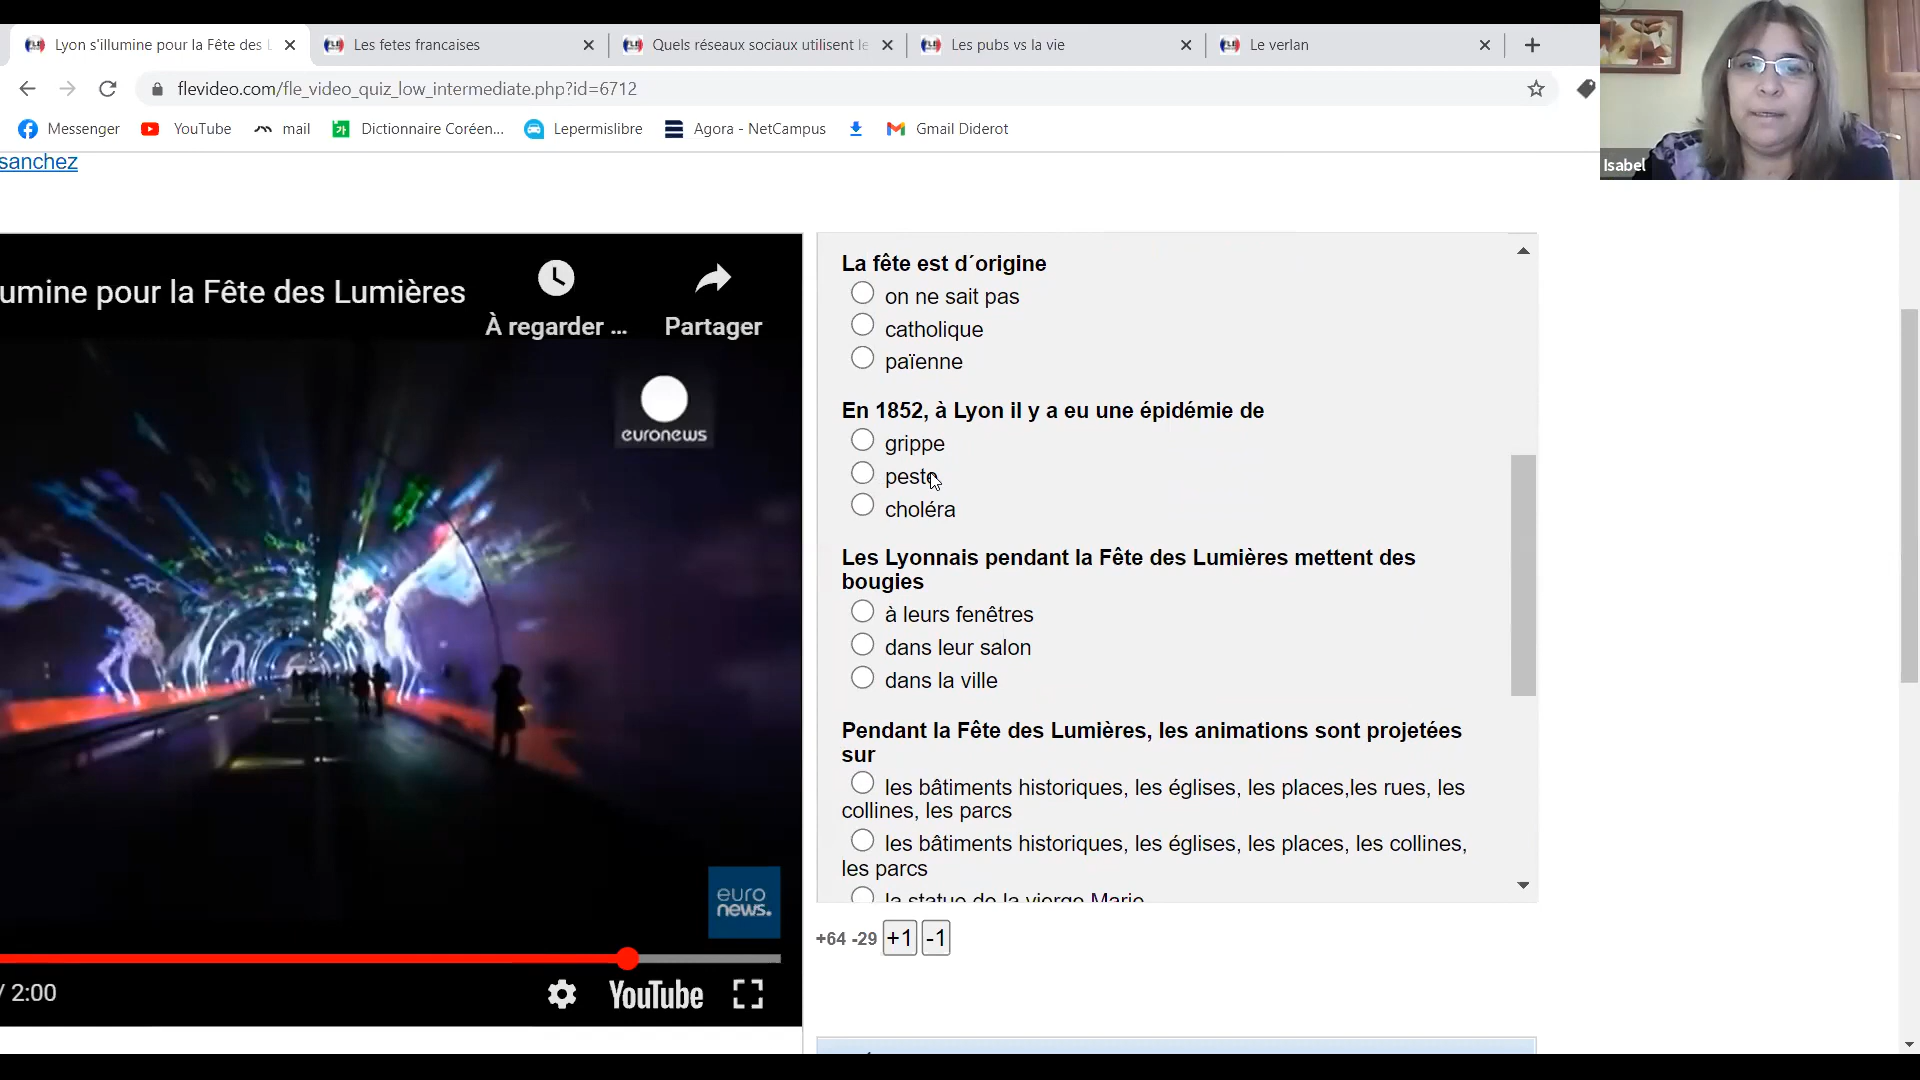 Lyon s'illumine pour la Fête des L
Les fetes francaises
Quels réseaux sociaux utilisent le
Les pubs vs la vie
Le verlan
flevideo.com/fle_video_quiz_low_intermediate.php?id=6712
Messenger
YouTube
mail
Dictionnaire Coréen...
Lepermislibre
Agora - NetCampus
Gmail Diderot
Isabel
sanchez
umine pour la Fête des Lumières
À regarder ...
Partager
euronews
euro
news.
/ 2:00
YouTube
La fête est d´origine
on ne sait pas
catholique
païenne
En 1852, à Lyon il y a eu une épidémie de
grippe
peste
choléra
Les Lyonnais pendant la Fête des Lumières mettent des
bougies
à leurs fenêtres
dans leur salon
dans la ville
Pendant la Fête des Lumières, les animations sont projetées
sur
les bâtiments historiques, les églises, les places,les rues, les
collines, les parcs
les bâtiments historiques, les églises, les places, les collines,
les parcs
la statue de la vierge Marie
+64 -29 +1 -1